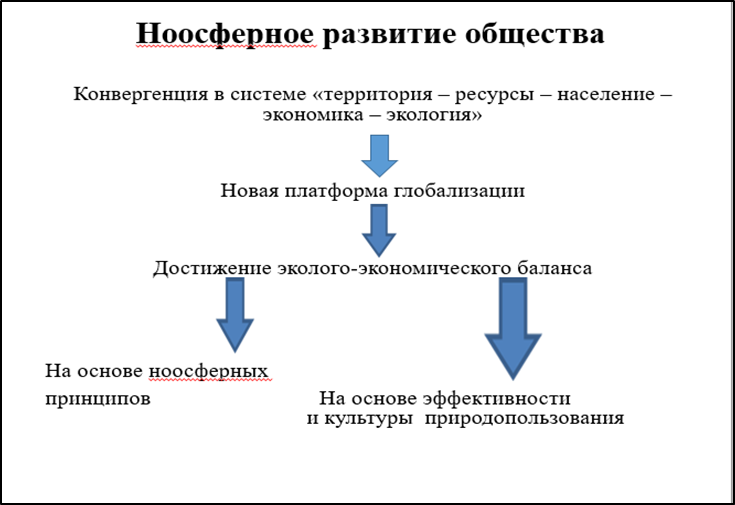 Ноосферное развитие общества
Конвергенция в системе «территория – ресурсы – население –
экономика – экология»
Новая платформа глобализации
Достижение эколого-экономического баланса
На основе ноосферных
принципов
На основе эффективности
и культуры природопользования